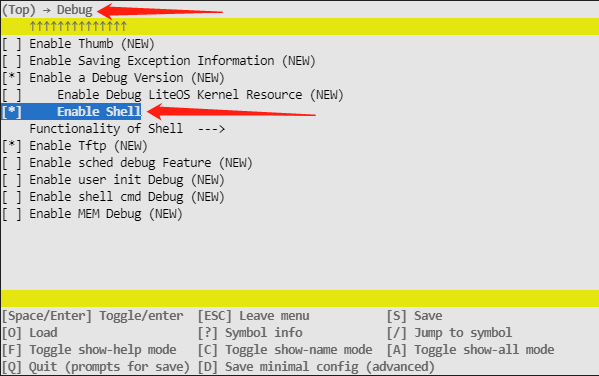 (Top) → Debug
↑↑↑↑↑↑↑↑↑↑↑↑↑↑
[ ] Enable Thumb (NEW)
[ ] Enable Saving Exception Information (NEW)
[*] Enable a Debug Version (NEW)
[ ]     Enable Debug LiteOS Kernel Resource (NEW)
[*]     Enable Shell
    Functionality of Shell  --->
[*] Enable Tftp (NEW)
[ ] Enable sched debug Feature (NEW)
[ ] Enable user init Debug (NEW)
[ ] Enable shell cmd Debug (NEW)
[ ] Enable MEM Debug (NEW)
[Space/Enter] Toggle/enter  [ESC] Leave menu           [S] Save
[O] Load                    [?] Symbol info            [/] Jump to symbol
[F] Toggle show-help mode   [C] Toggle show-name mode  [A] Toggle show-all mode
[Q] Quit (prompts for save) [D] Save minimal config (advanced)